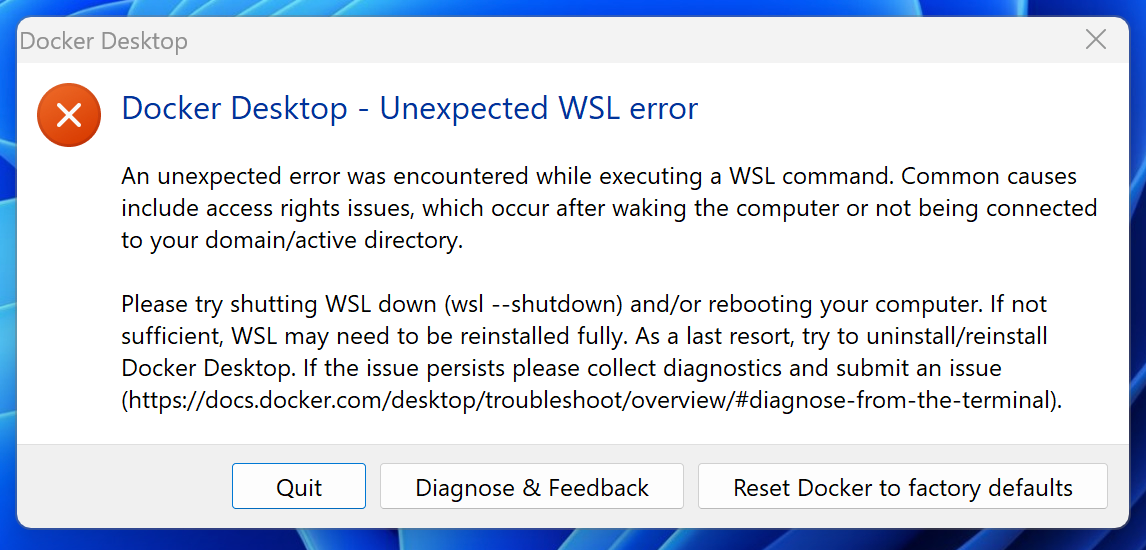 Docker Desktop
Docker Desktop - Unexpected WSL error
An unexpected error was encountered while executing a WSL command. Common causes
include access rights issues, which occur after waking the computer or not being connected
to your domain/active directory.
Please try shutting WSL down (wsl --shutdown) and/or rebooting your computer. If not
sufficient, WSL may need to be reinstalled fully. As a last resort, try to uninstall/reinstall
Docker Desktop. If the issue persists please collect diagnostics and submit an issue
(https://docs.docker.com/desktop/troubleshoot/overview/#diagnose-from-the-terminal).
Quit
Diagnose & Feedback
Reset Docker to factory defaults